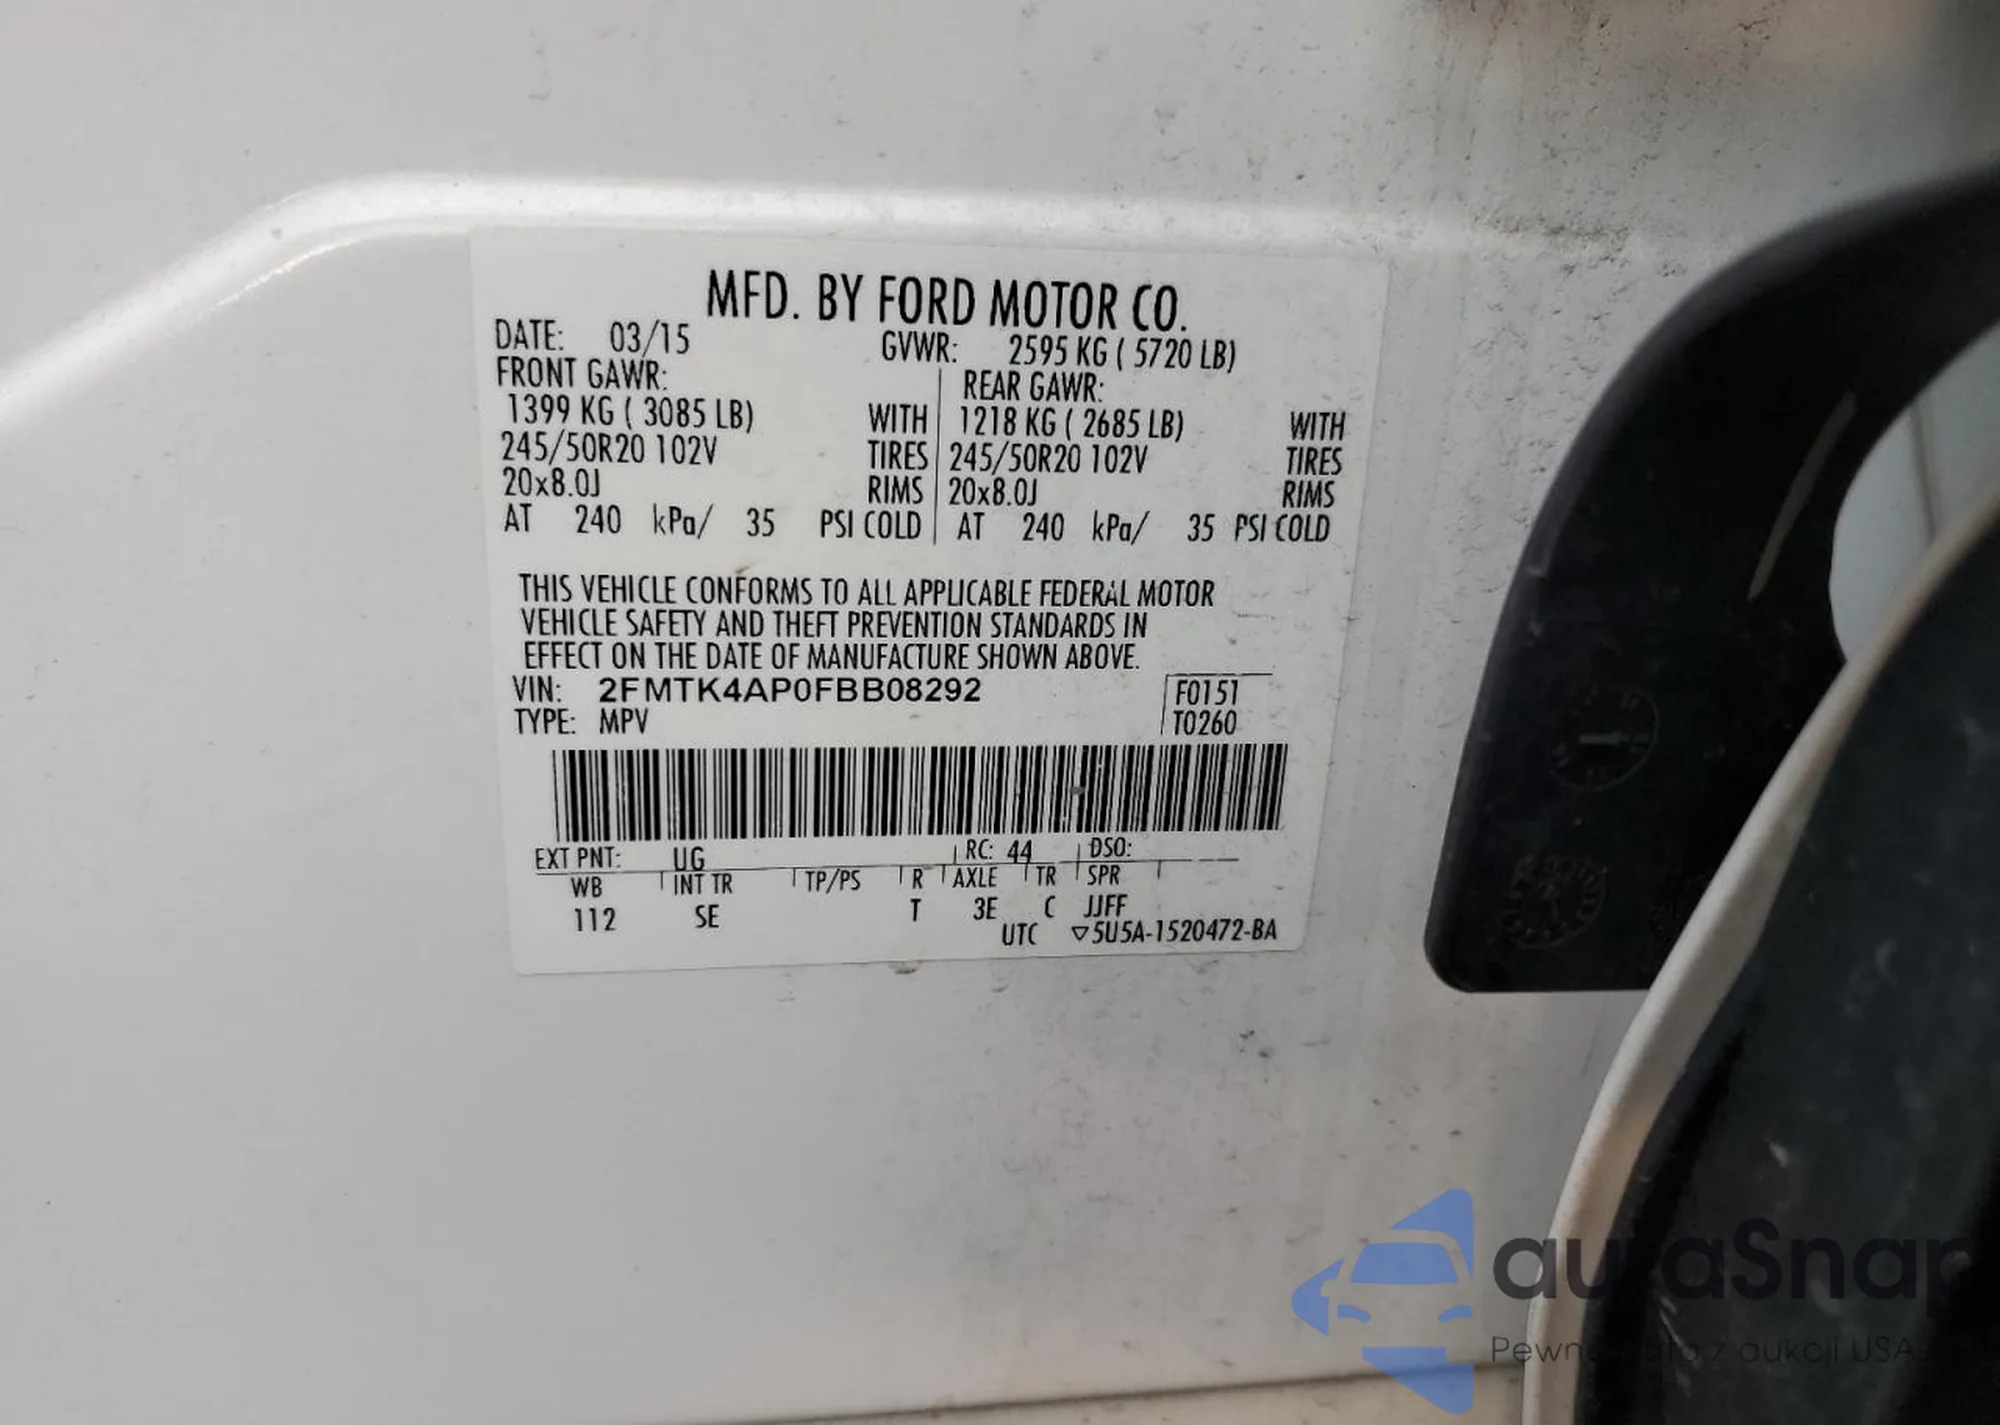 MFD. BY FORD MOTOR CO.
DATE: 03/15 GVWR: 2595 KG ( 5720 LB)
FRONT GAWR: REAR GAWR:
1399 KG ( 3085 LB) WITH 1218 KG ( 2685 LB) WITH
245/50R20 102V TIRES 245/50R20 102V TIRES
20x8.0J RIMS 20x8.0J RIMS
AT 240 kPa/ 35 PSI COLD AT 240 kPa/ 35 PSI COLD
THIS VEHICLE CONFORMS TO ALL APPLICABLE FEDERAL MOTOR
VEHICLE SAFETY AND THEFT PREVENTION STANDARDS IN
EFFECT ON THE DATE OF MANUFACTURE SHOWN ABOVE.
VIN: 2FMTK4AP0FBB08292 F0151
TYPE: MPV T0260
EXT PNT: UG RC: 44 DSO:
WB INT TR TP/PS R AXLE TR SPR
112 SE T 3E C JJFF
UTC ▽5U5A-1520472-BA
autaSnap
z aukcji USA